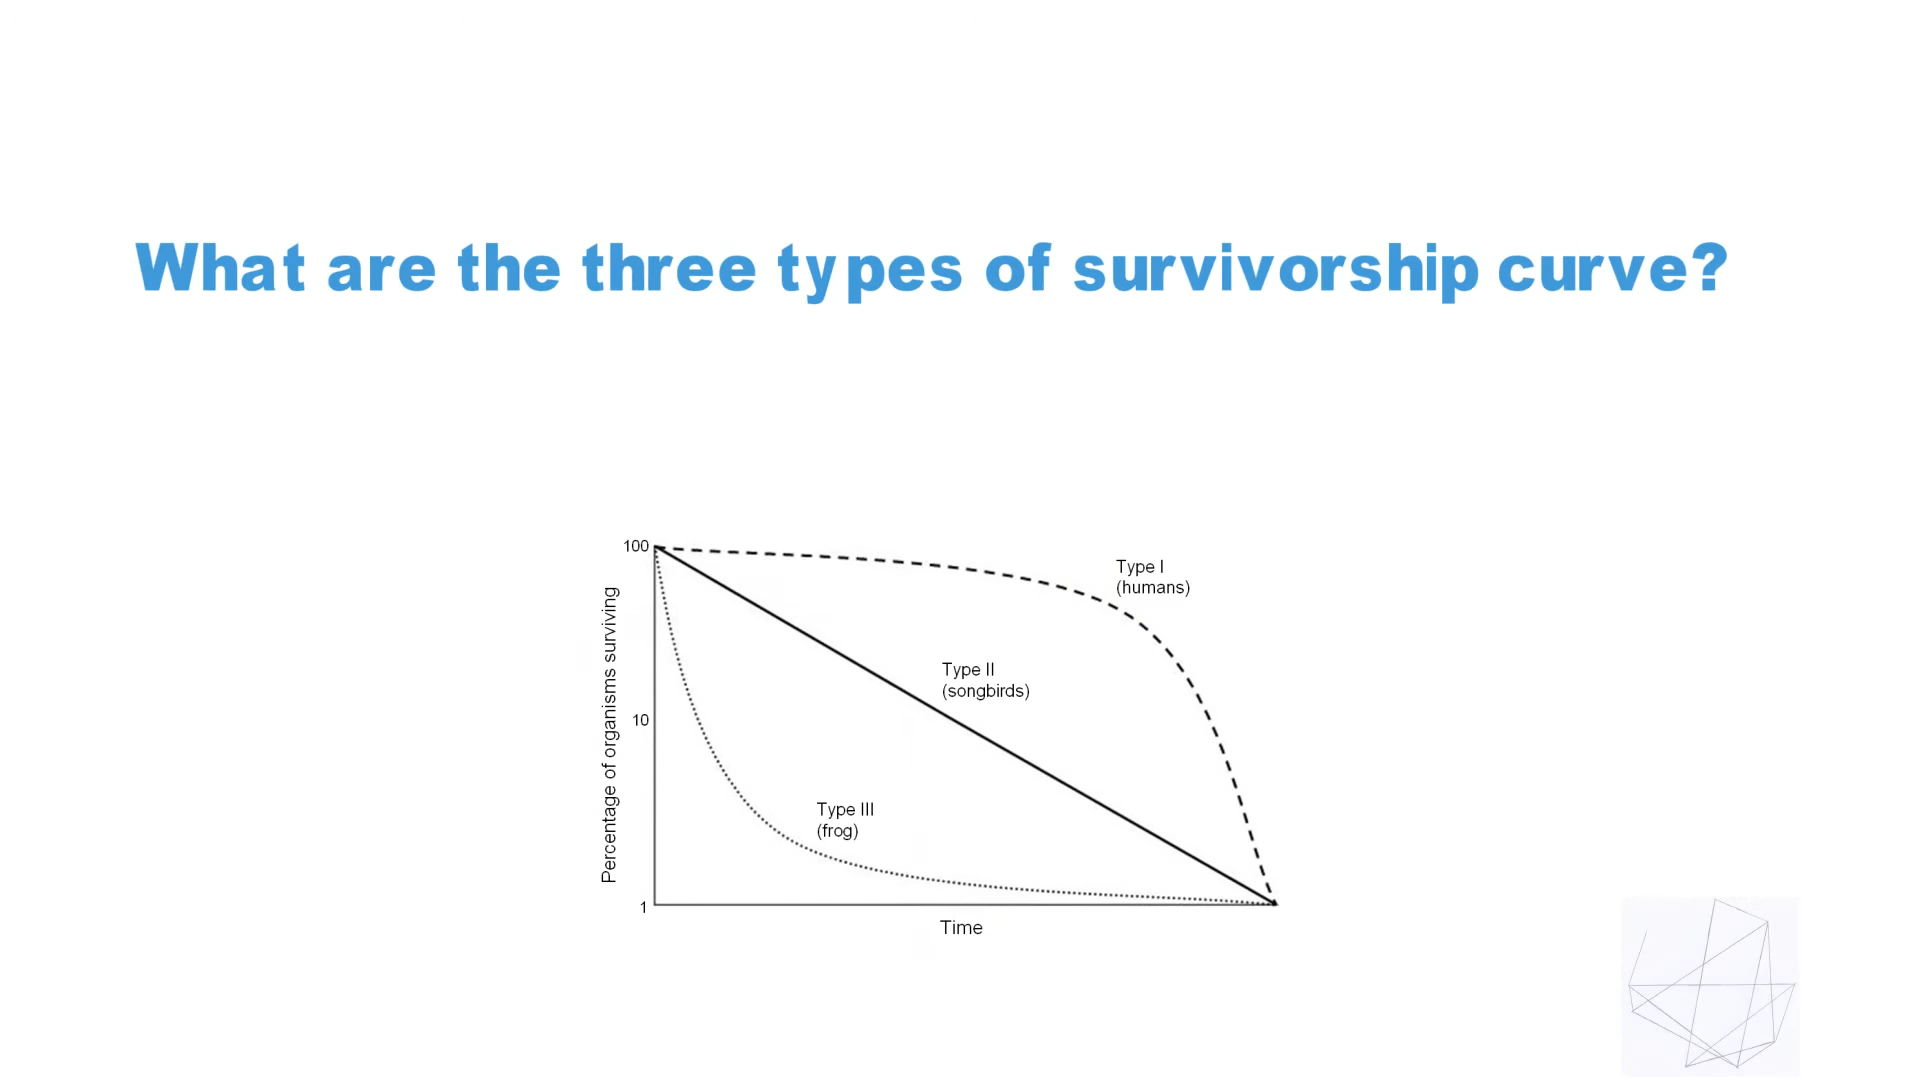 What are the three types of survivorship curve?
100
Type I
(humans)
Type II
(songbirds)
10
Percentage of organisms surviving
Type III
(frog)
1
Time